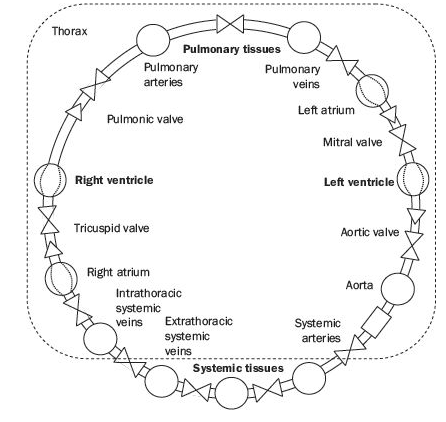 Thorax
Pulmonary tissues
Pulmonary
arteries
Pulmonary
veins
Left atrium
Pulmonic valve
Mitral valve
Right ventricle
Left ventricle
Tricuspid valve
Aortic valve
Right atrium
Aorta
Intrathoracic
systemic
veins
Extrathoracic
systemic
veins
Systemic
arteries
Systemic tissues